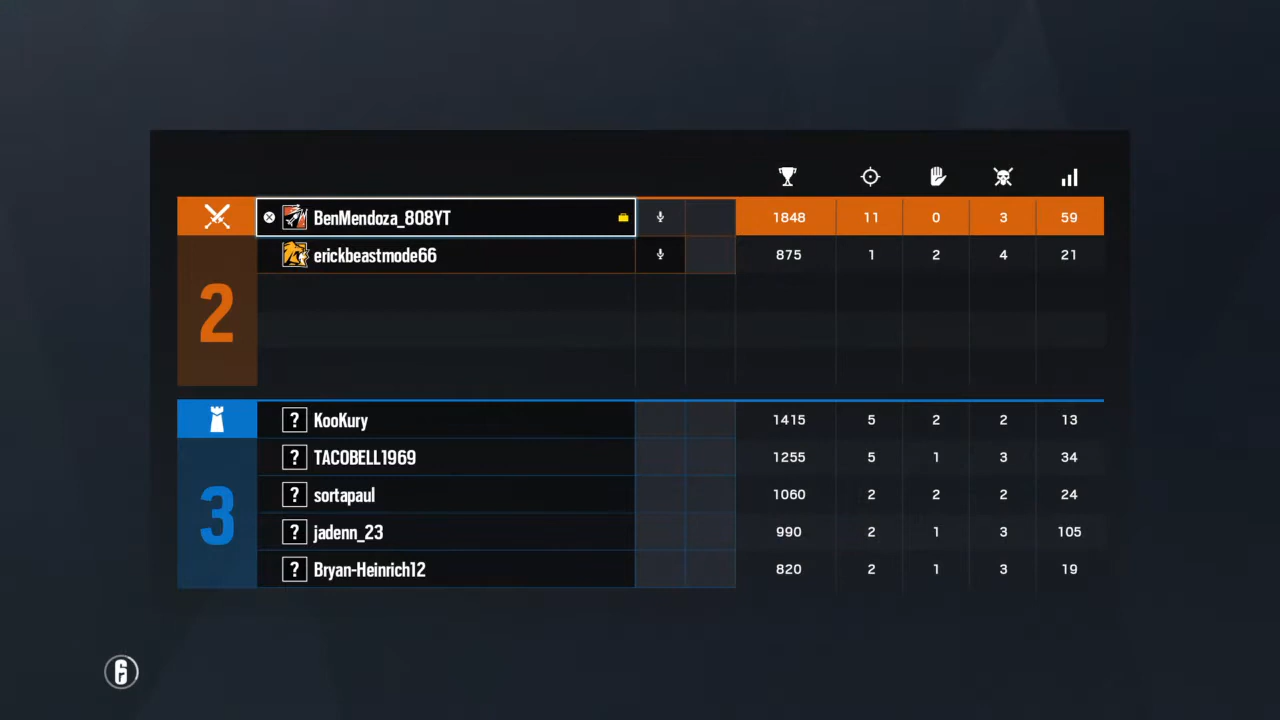 BenMendoza_808YT 1848 11 0 3 59
erickbeastmode66 875 1 2 4 21
2
? KooKury 1415 5 2 2 13
? TACOBELL1969 1255 5 1 3 34
? sortapaul 1060 2 2 2 24
3
? jadenn_23 990 2 1 3 105
? Bryan-Heinrich12 820 2 1 3 19
6